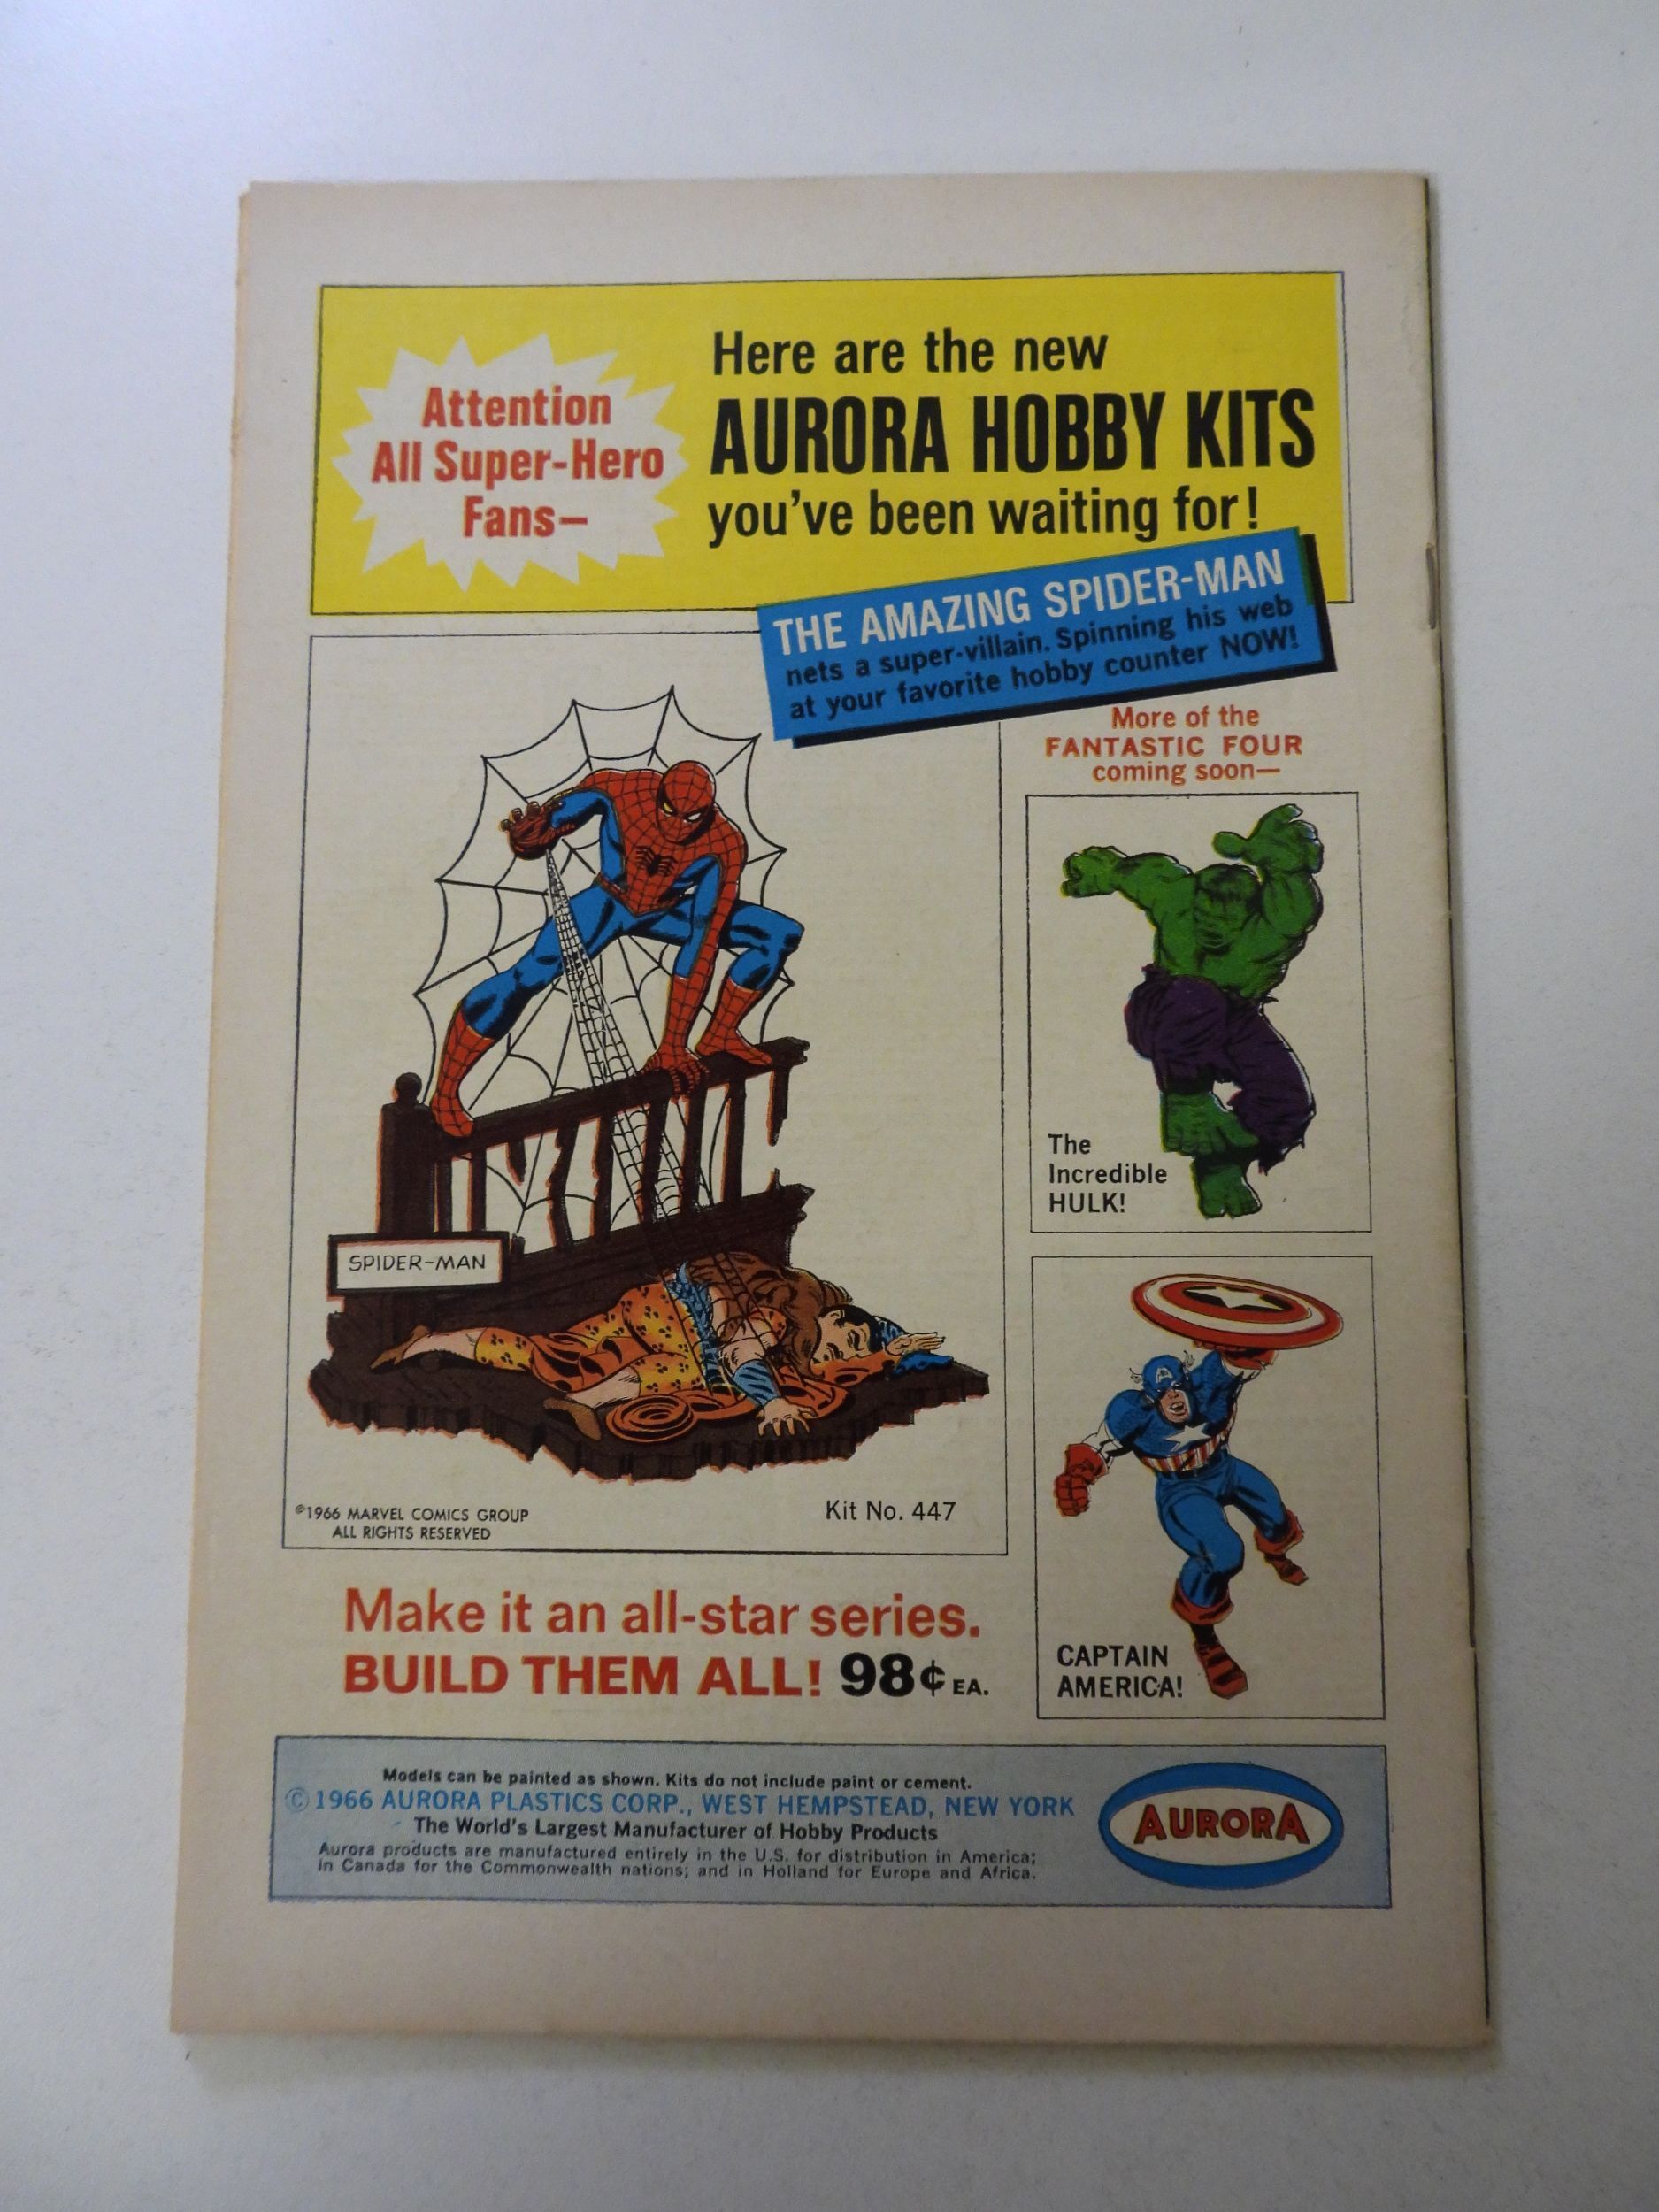 Attention
All Super-Hero
Fans—
Here are the new
AURORA HOBBY KITS
you've been waiting for!
THE AMAZING SPIDER-MAN
nets a super-villain. Spinning his web
at your favorite hobby counter NOW!
More of the
FANTASTIC FOUR
coming soon—
The
Incredible
HULK!
SPIDER-MAN
©1966 MARVEL COMICS GROUP
ALL RIGHTS RESERVED
Kit No. 447
CAPTAIN
AMERICA!
Make it an all-star series.
BUILD THEM ALL! 98¢ EA.
Models can be painted as shown. Kits do not include paint or cement.
©1966 AURORA PLASTICS CORP., WEST HEMPSTEAD, NEW YORK
The World's Largest Manufacturer of Hobby Products
Aurora products are manufactured entirely in the U.S. for distribution in America;
in Canada for the Commonwealth nations; and in Holland for Europe and Africa.
AURORA